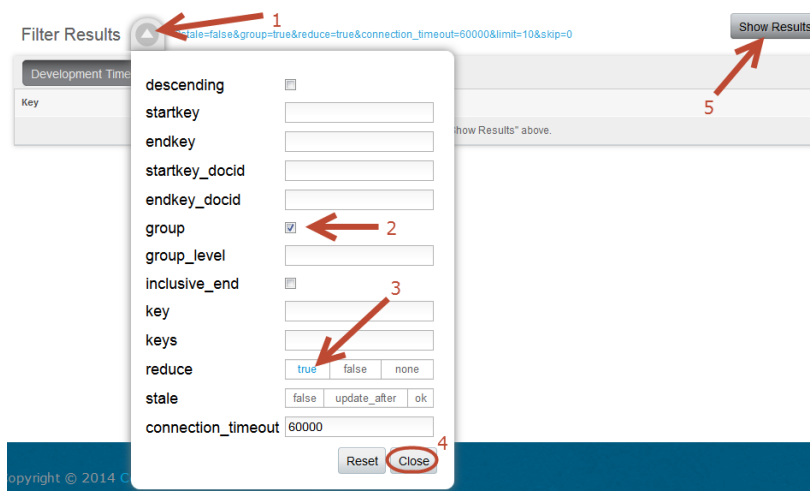 1
Filter Results
stale=false&group=true&reduce=true&connection_timeout=60000&limit=10&skip=0
Show Results
5
Development Time
Key
how Results" above.
descending
startkey
endkey
startkey_docid
endkey_docid
group
2
group_level
inclusive_end
3
key
keys
reduce true false none
stale false update_after ok
connection_timeout 60000
4
Reset Close
opyright © 2014 C